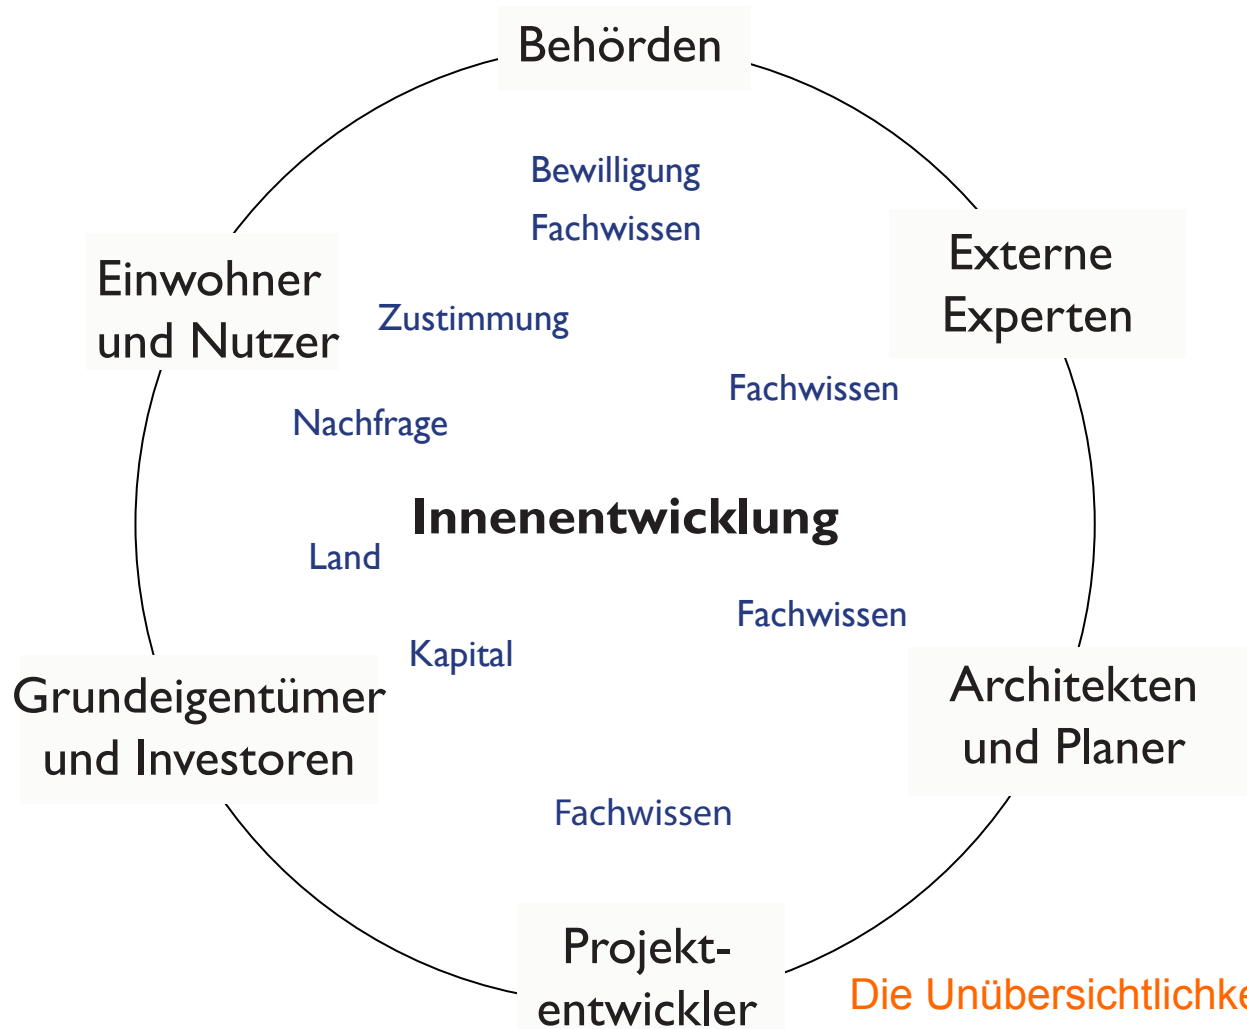 Behörden
Bewilligung
Fachwissen
Externe
Experten
Einwohner
und Nutzer
Zustimmung
Fachwissen
Nachfrage
Innenentwicklung
Land
Fachwissen
Kapital
Grundeigentümer
und Investoren
Architekten
und Planer
Fachwissen
Projekt-
entwickler
Die